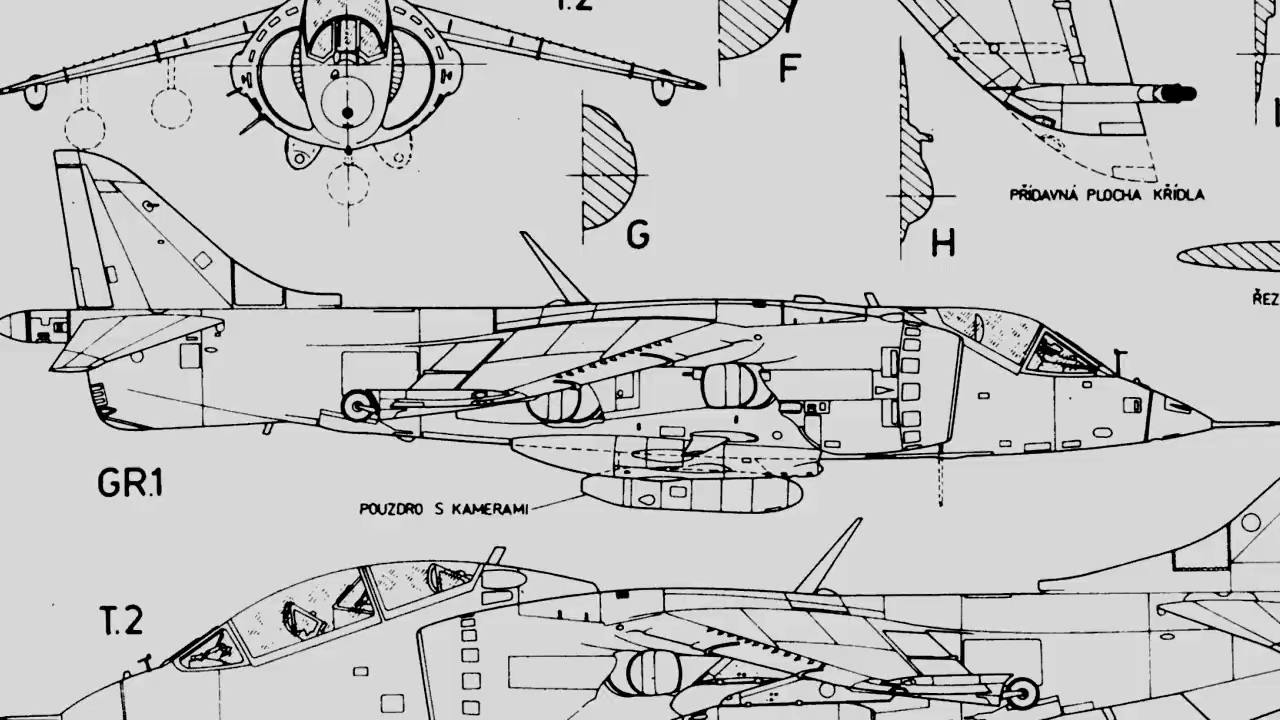 T.2
F
PŘÍDAVNÁ PLOCHA KŘÍDLA
G
H
ŘEZ
GR.1
POUZDRO S KAMERAMI
T.2